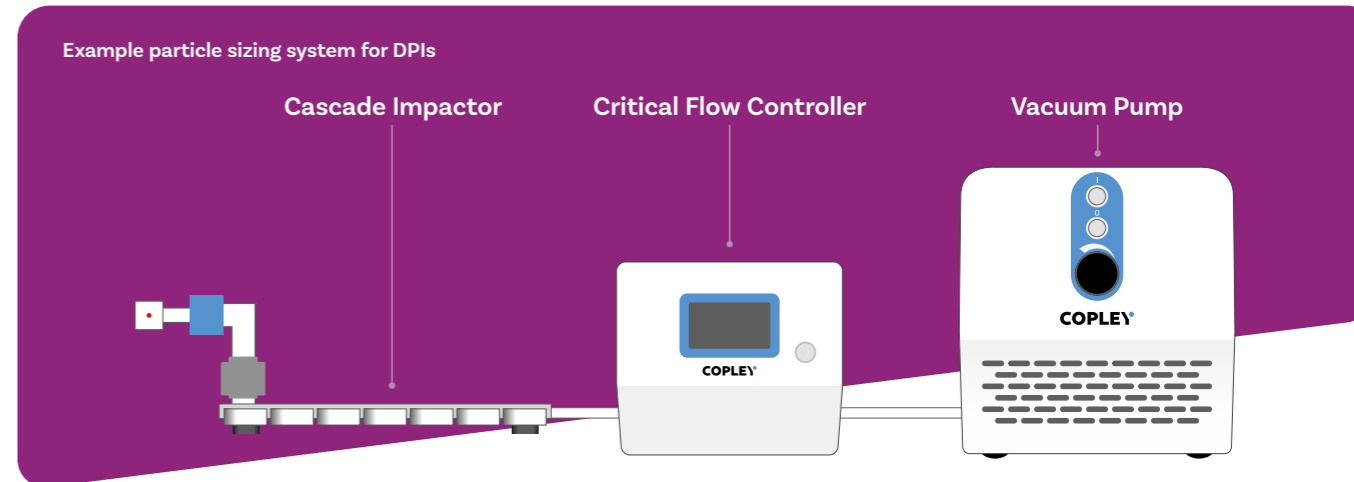 Example particle sizing system for DPIs
Cascade Impactor
Critical Flow Controller
Vacuum Pump
I
O
COPLEY
COPLEY